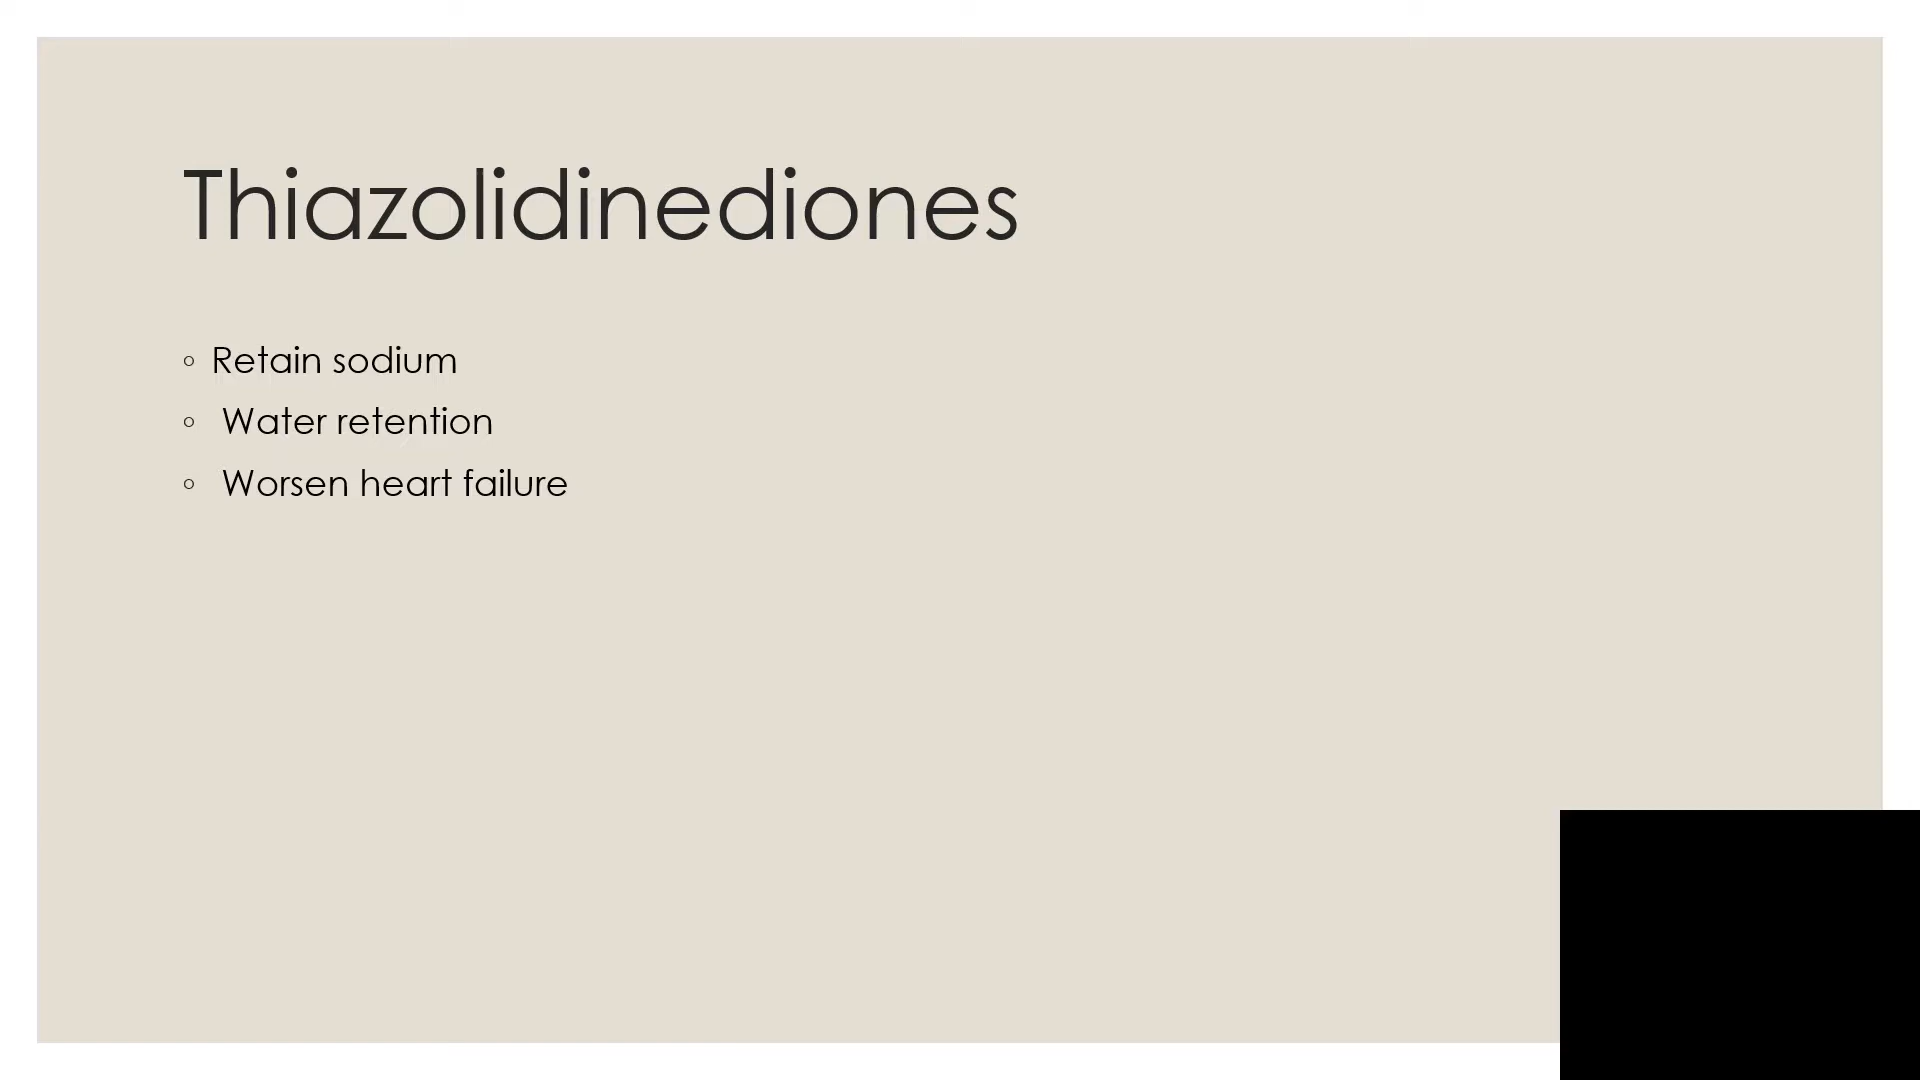 Thiazolidinediones
◦ Retain sodium
◦ Water retention
◦ Worsen heart failure